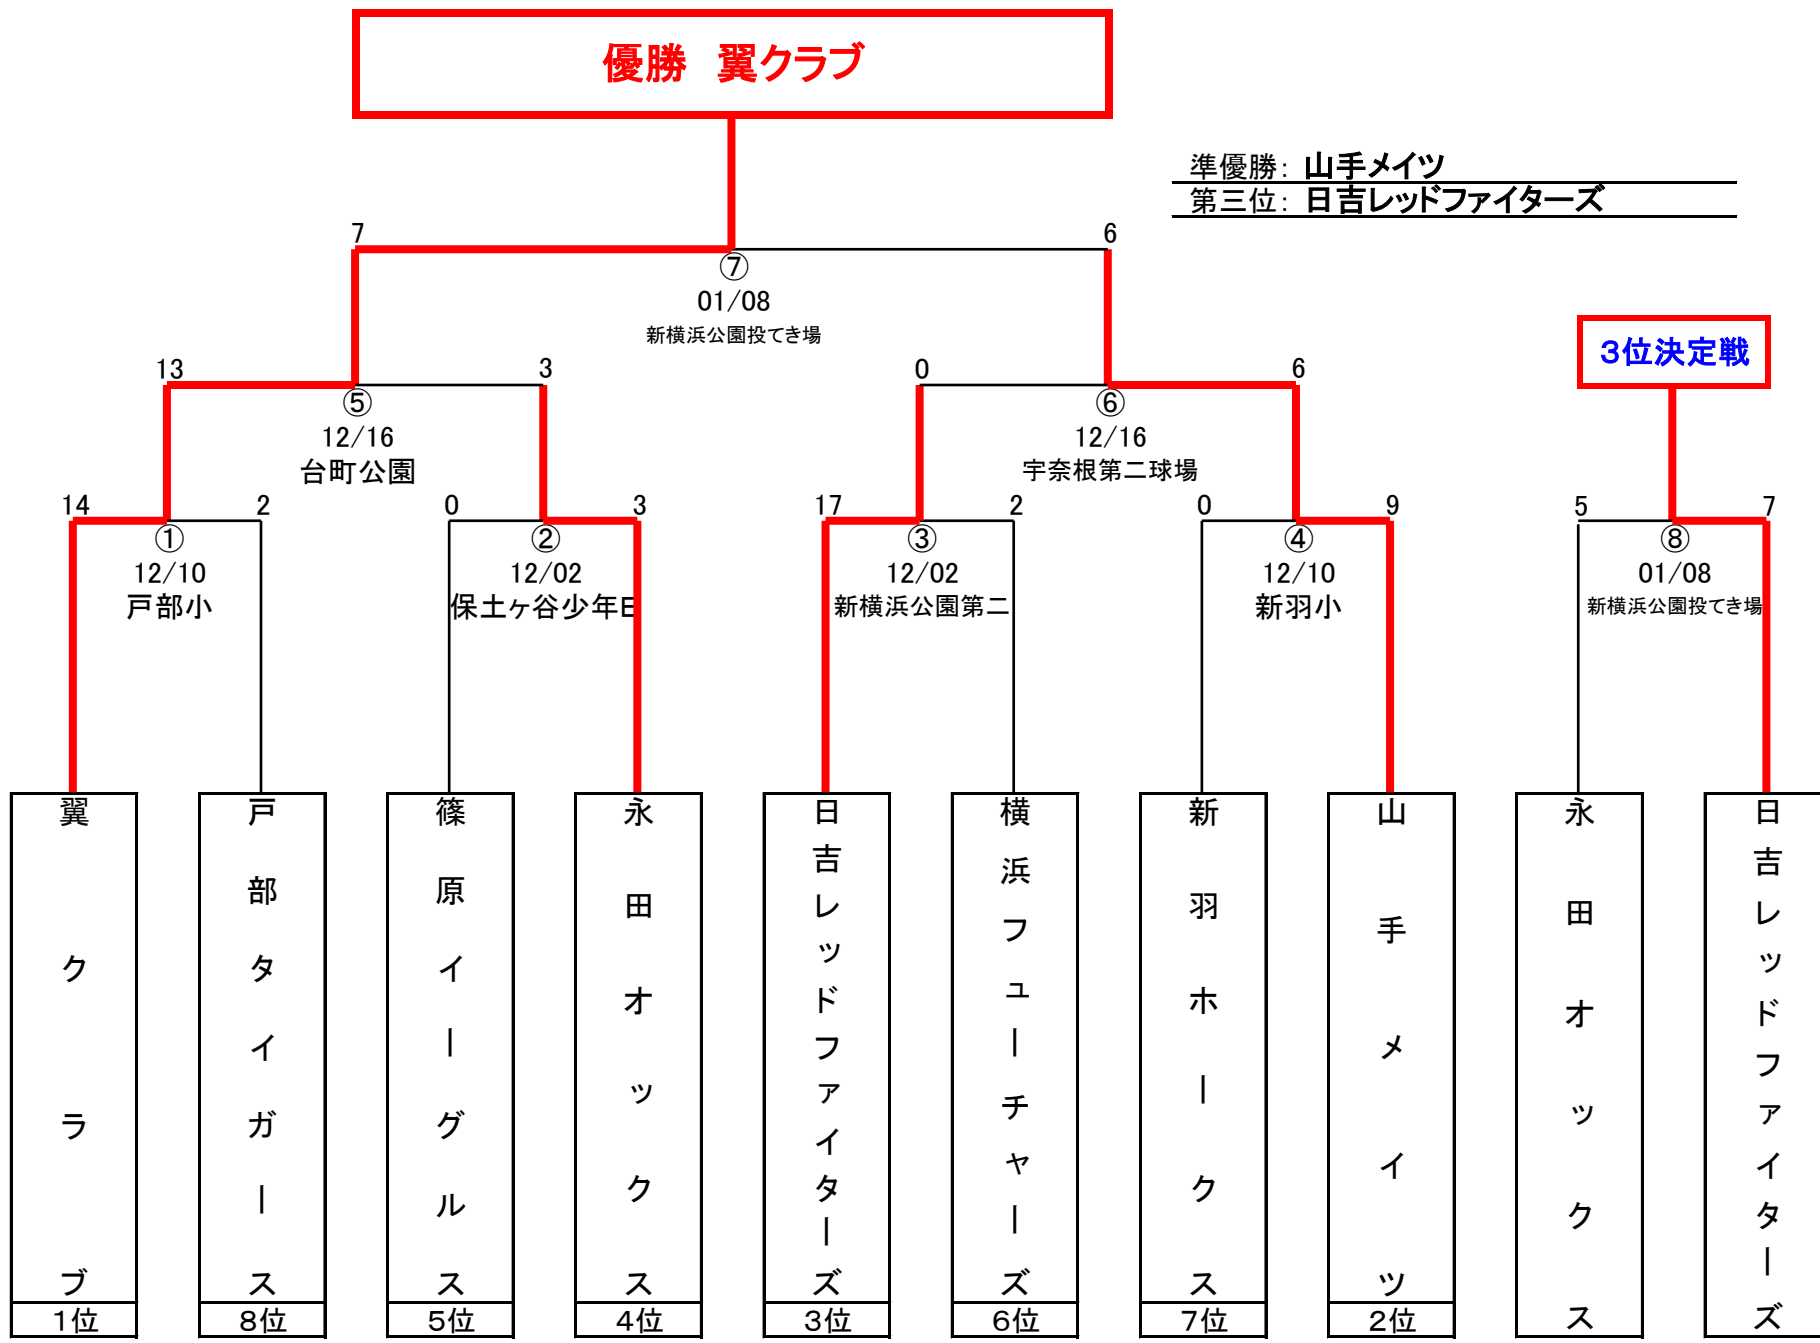 優勝　翼クラブ
準優勝：山手メイツ
第三位：日吉レッドファイターズ
7
6
⑦
01/08
新横浜公園投てき場
3位決定戦
13
3
0
6
⑤
12/16
台町公園
⑥
12/16
宇奈根第二球場
14
2
0
3
17
2
0
9
5
7
①
12/10
戸部小
②
12/02
保土ヶ谷少年
③
12/02
新横浜公園第二
④
12/10
新羽小
⑧
01/08
新横浜公園投てき場
翼クラブ
戸部タイガース
篠原イーグルス
永田オックス
日吉レッドファイターズ
横浜フューチャーズ
新羽ホークス
山手メイツ
永田オックス
日吉レッドファイターズ
1位
8位
5位
4位
3位
6位
7位
2位